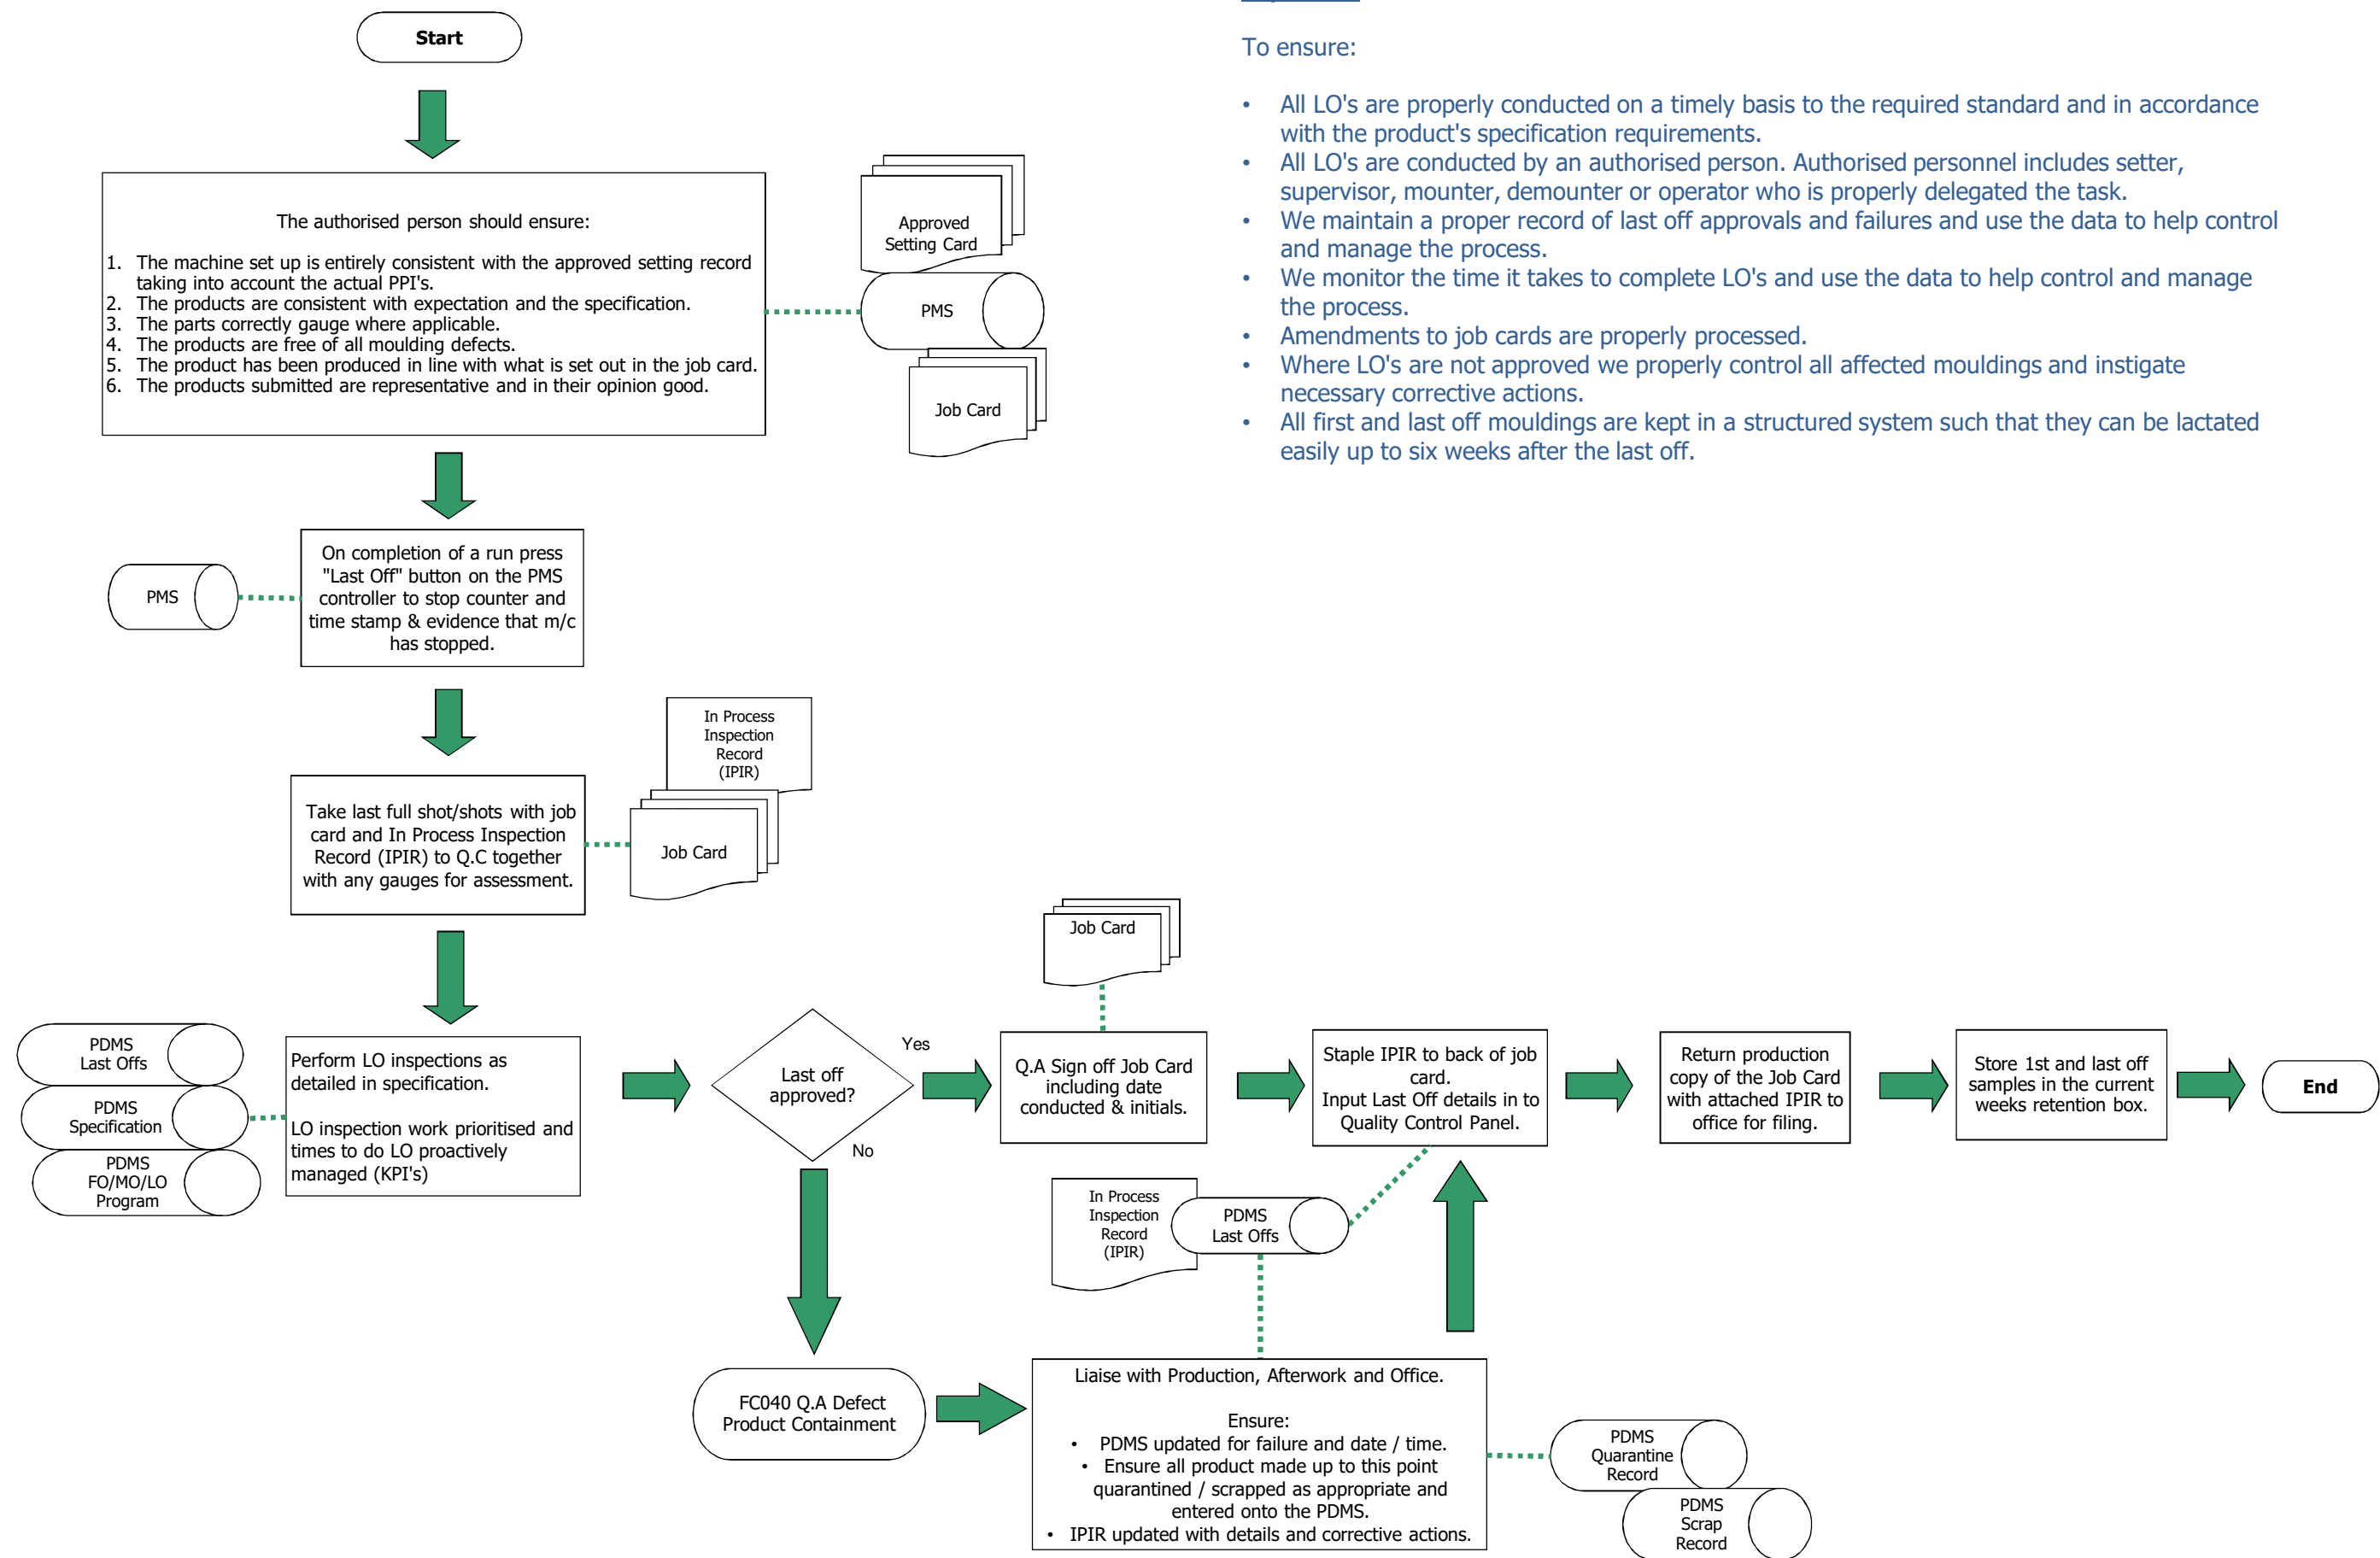 Start
To ensure:
• All LO's are properly conducted on a timely basis to the required standard and in accordance
with the product's specification requirements.
• All LO's are conducted by an authorised person. Authorised personnel includes setter,
supervisor, mounter, demounter or operator who is properly delegated the task.
• We maintain a proper record of last off approvals and failures and use the data to help control
and manage the process.
• We monitor the time it takes to complete LO's and use the data to help control and manage
the process.
• Amendments to job cards are properly processed.
• Where LO's are not approved we properly control all affected mouldings and instigate
necessary corrective actions.
• All first and last off mouldings are kept in a structured system such that they can be lactated
easily up to six weeks after the last off.
The authorised person should ensure:
1. The machine set up is entirely consistent with the approved setting record
taking into account the actual PPI's.
2. The products are consistent with expectation and the specification.
3. The parts correctly gauge where applicable.
4. The products are free of all moulding defects.
5. The product has been produced in line with what is set out in the job card.
6. The products submitted are representative and in their opinion good.
Approved
Setting Card
PMS
Job Card
PMS
On completion of a run press
"Last Off" button on the PMS
controller to stop counter and
time stamp & evidence that m/c
has stopped.
In Process
Inspection
Record
(IPIR)
Job Card
Take last full shot/shots with job
card and In Process Inspection
Record (IPIR) to Q.C together
with any gauges for assessment.
PDMS
Last Offs
PDMS
Specification
PDMS
FO/MO/LO
Program
Perform LO inspections as
detailed in specification.
LO inspection work prioritised and
times to do LO proactively
managed (KPI's)
Last off
approved?
Yes
No
Job Card
Q.A Sign off Job Card
including date
conducted & initials.
Staple IPIR to back of job
card.
Input Last Off details in to
Quality Control Panel.
Return production
copy of the Job Card
with attached IPIR to
office for filing.
Store 1st and last off
samples in the current
weeks retention box.
End
In Process
Inspection
Record
(IPIR)
PDMS
Last Offs
FC040 Q.A Defect
Product Containment
Liaise with Production, Afterwork and Office.
Ensure:
• PDMS updated for failure and date / time.
• Ensure all product made up to this point
quarantined / scrapped as appropriate and
entered onto the PDMS.
• IPIR updated with details and corrective actions.
PDMS
Quarantine
Record
PDMS
Scrap
Record